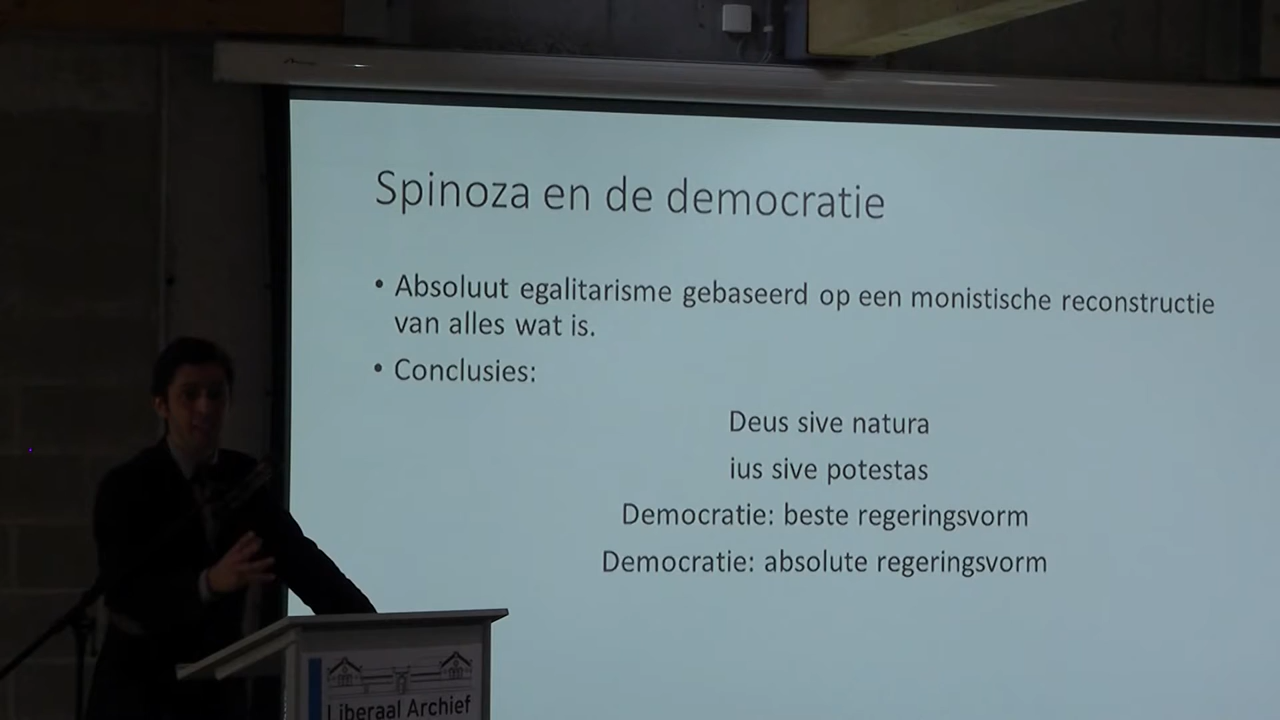 Spinoza en de democratie
• Absoluut egalitarisme gebaseerd op een monistische reconstructie
van alles wat is.
• Conclusies:
Deus sive natura
ius sive potestas
Democratie: beste regeringsvorm
Democratie: absolute regeringsvorm
Liberaal Archief